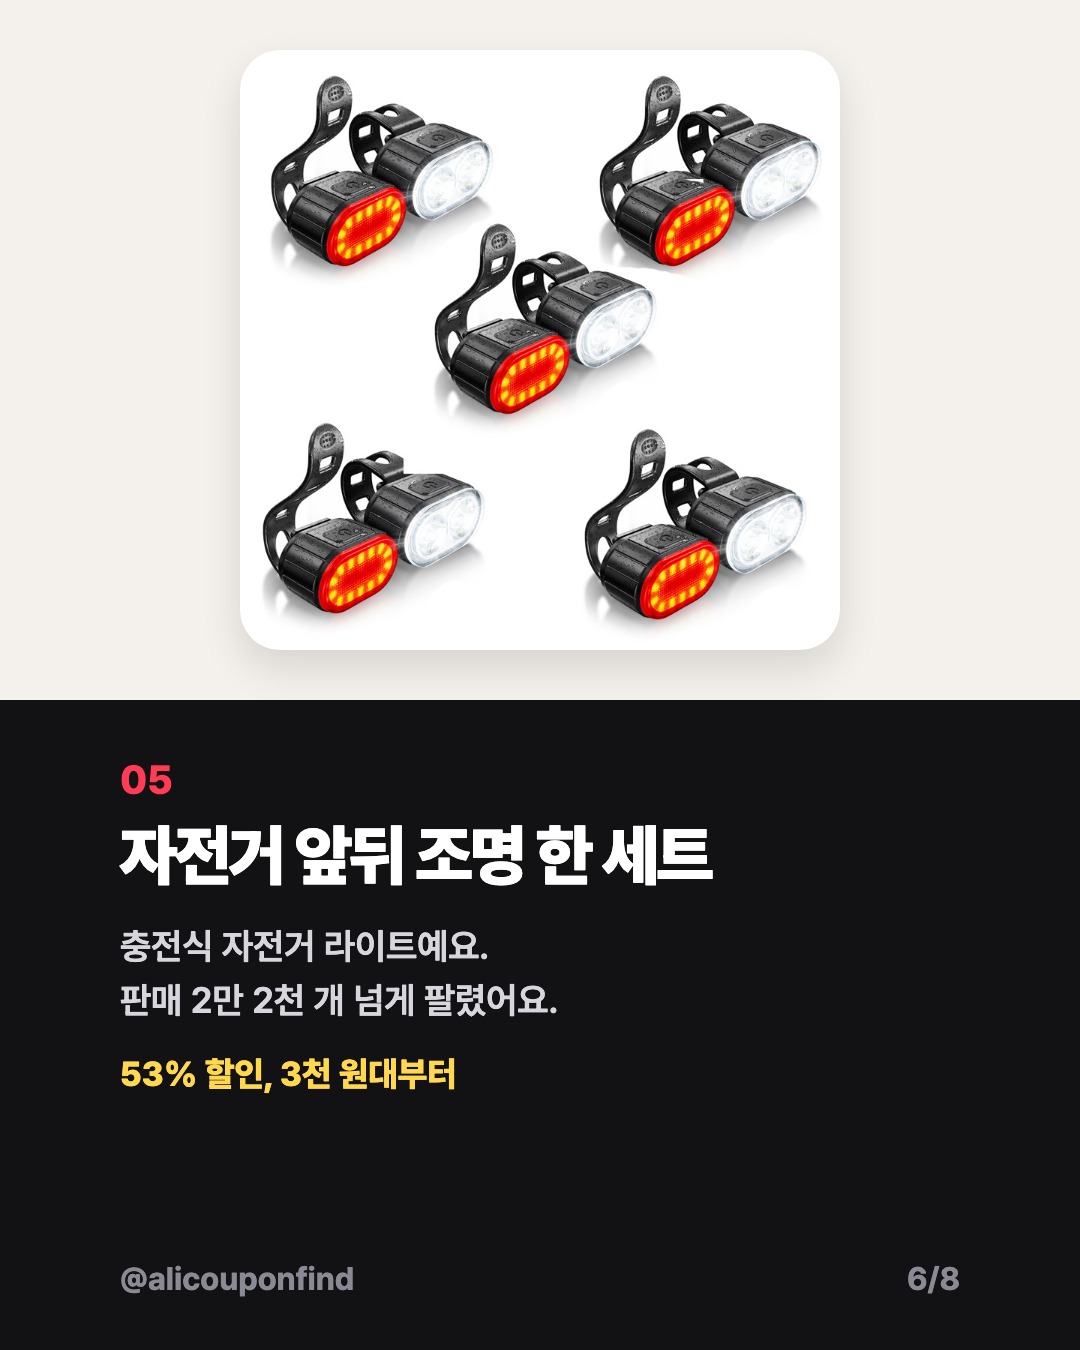 05
자전거 앞뒤 조명 한 세트
충전식 자전거 라이트예요.
판매 2만 2천 개 넘게 팔렸어요.
53% 할인, 3천 원대부터
@alicouponfind
6/8